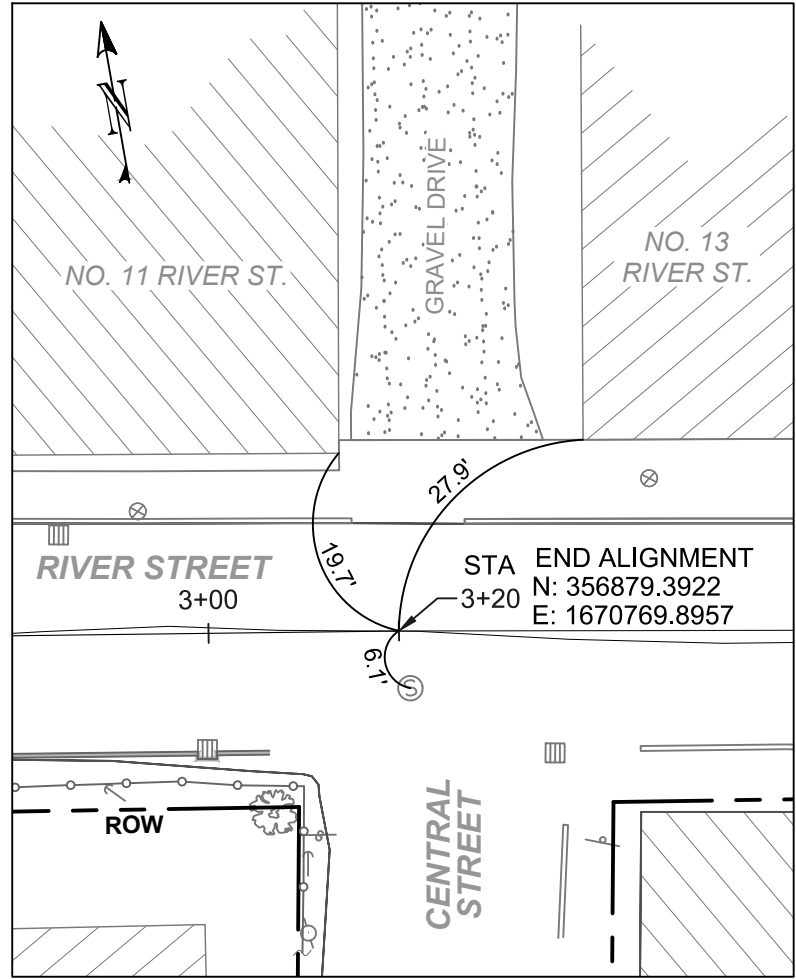 N
NO. 11 RIVER ST.
GRAVEL DRIVE
NO. 13
RIVER ST.
27.9'
19.7'
RIVER STREET
3+00
STA
3+20
END ALIGNMENT
N: 356879.3922
E: 1670769.8957
6.1'
S
ROW
CENTRAL
STREET